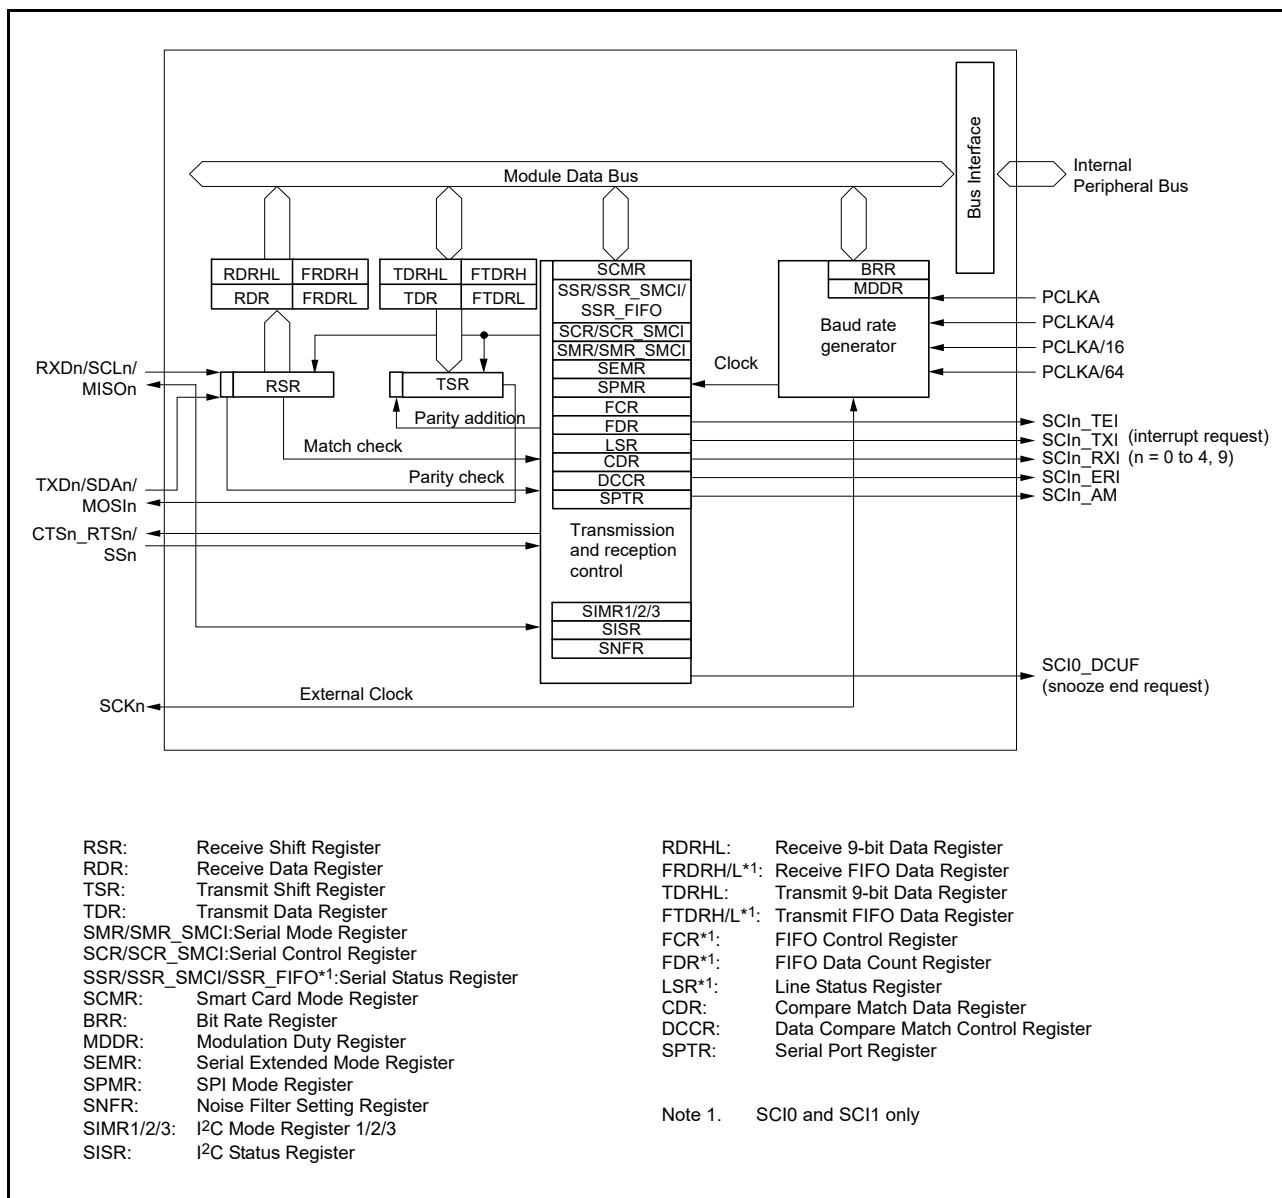 Bus Interface
Module Data Bus
Internal
Peripheral Bus
RDRHL FRDRH
RDR FRDRL
TDRHL FTDRH
TDR FTDRL
SCMR
SSR/SSR_SMCI/
SSR_FIFO
SCR/SCR_SMCI
SMR/SMR_SMCI
SEMR
SPMR
FCR
FDR
LSR
CDR
DCCR
SPTR
Transmission
and reception
control
SIMR1/2/3
SISR
SNFR
BRR
MDDR
Baud rate
generator
Clock
PCLKA
PCLKA/4
PCLKA/16
PCLKA/64
RXDn/SCLn/
MISOn
RSR
TSR
Parity addition
Match check
Parity check
TXDn/SDAn/
MOSIn
CTSn_RTSn/
SSn
SCIn_TEI
SCIn_TXI
SCIn_RXI
SCIn_ERI
SCIn_AM
(interrupt request)
(n = 0 to 4, 9)
SCI0_DCUF
(snooze end request)
External Clock
SCKn
RSR: Receive Shift Register
RDR: Receive Data Register
TSR: Transmit Shift Register
TDR: Transmit Data Register
SMR/SMR_SMCI:Serial Mode Register
SCR/SCR_SMCI:Serial Control Register
SSR/SSR_SMCI/SSR_FIFO*1:Serial Status Register
SCMR: Smart Card Mode Register
BRR: Bit Rate Register
MDDR: Modulation Duty Register
SEMR: Serial Extended Mode Register
SPMR: SPI Mode Register
SNFR: Noise Filter Setting Register
SIMR1/2/3: I2C Mode Register 1/2/3
SISR: I2C Status Register
RDRHL: Receive 9-bit Data Register
FRDRH/L*1: Receive FIFO Data Register
TDRHL: Transmit 9-bit Data Register
FTDRH/L*1: Transmit FIFO Data Register
FCR*1: FIFO Control Register
FDR*1: FIFO Data Count Register
LSR*1: Line Status Register
CDR: Compare Match Data Register
DCCR: Data Compare Match Control Register
SPTR: Serial Port Register
Note 1. SCI0 and SCI1 only